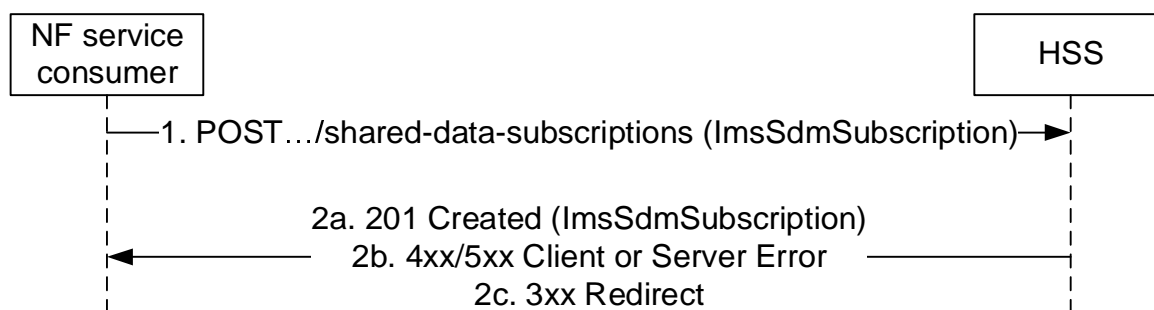 NF service
consumer
HSS
1. POST…/shared-data-subscriptions (ImsSdmSubscription)
2a. 201 Created (ImsSdmSubscription)
2b. 4xx/5xx Client or Server Error
2c. 3xx Redirect